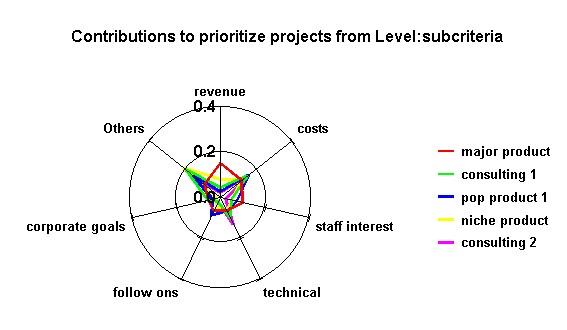 Contributions to prioritize projects from Level:subcriteria
revenue
0.4
Others
costs
0.2
major product
consulting 1
0.0
pop product 1
niche product
corporate goals
staff interest
consulting 2
follow ons
technical